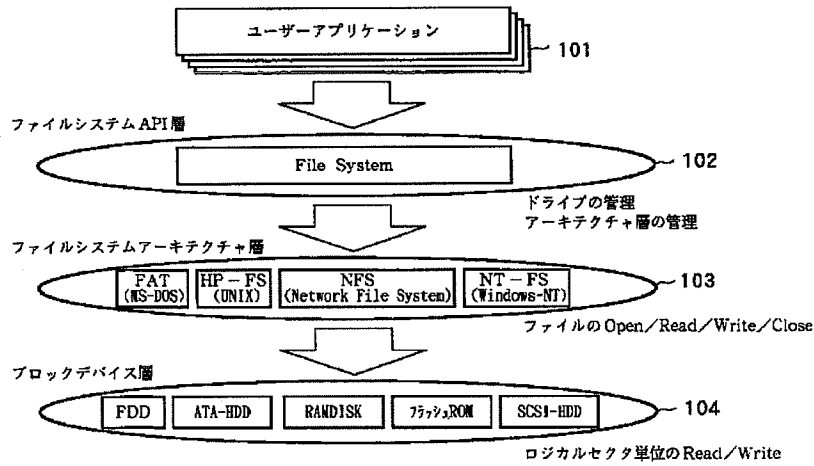 ユーザーアプリケーション
101
ファイルシステムAPI層
File System
102
ドライブの管理
アーキテクチャ層の管理
ファイルシステムアーキテクチャ層
FAT
(MS-DOS)
HP-FS
(UNIX)
NFS
(Network File System)
NT-FS
(Windows-NT)
103
ファイルのOpen/Read/Write/Close
ブロックデバイス層
FDD
ATA-HDD
RAMDISK
フラッシュROM
SCSI-HDD
104
ロジカルセクタ単位のRead/Write